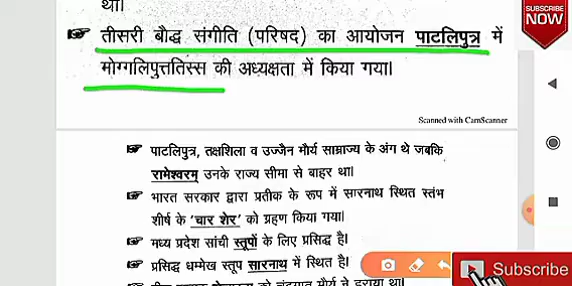 था।
SUBSCRIBE
NOW
तीसरी बौद्ध संगीति (परिषद) का आयोजन पाटलिपुत्र में
मोग्गलिपुत्ततिस्स की अध्यक्षता में किया गया।
Scanned with CamScanner
पाटलिपुत्र, तक्षशिला व उज्जैन मौर्य साम्राज्य के अंग थे जबकि
रामेश्वरम् उनके राज्य सीमा से बाहर था।
भारत सरकार द्वारा प्रतीक के रूप में सारनाथ स्थित स्तंभ
शीर्ष के 'चार शेर' को ग्रहण किया गया।
मध्य प्रदेश सांची स्तूपों के लिए प्रसिद्ध है।
प्रसिद्ध धम्मेख स्तूप सारनाथ में स्थित है।
Subscribe
को चंद्रगुप्त मौर्य ने हराया था।